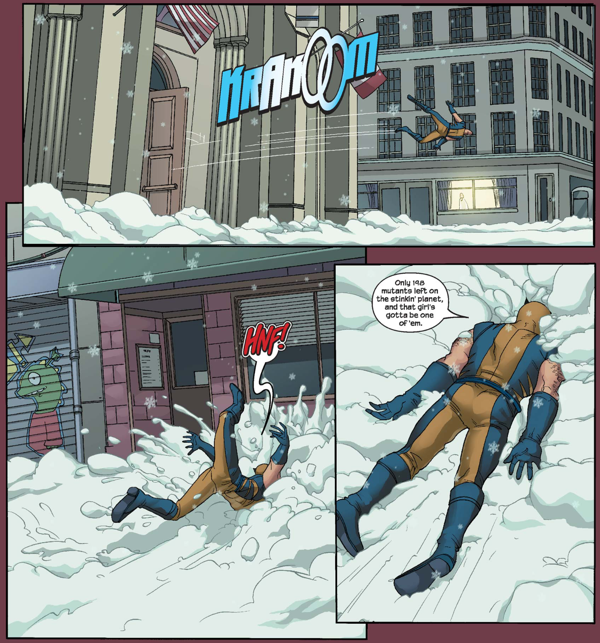 KRAKOOM
HNF!
Only 198
mutants left on
the stinkin' planet,
and that girl's
gotta be one
of 'em.